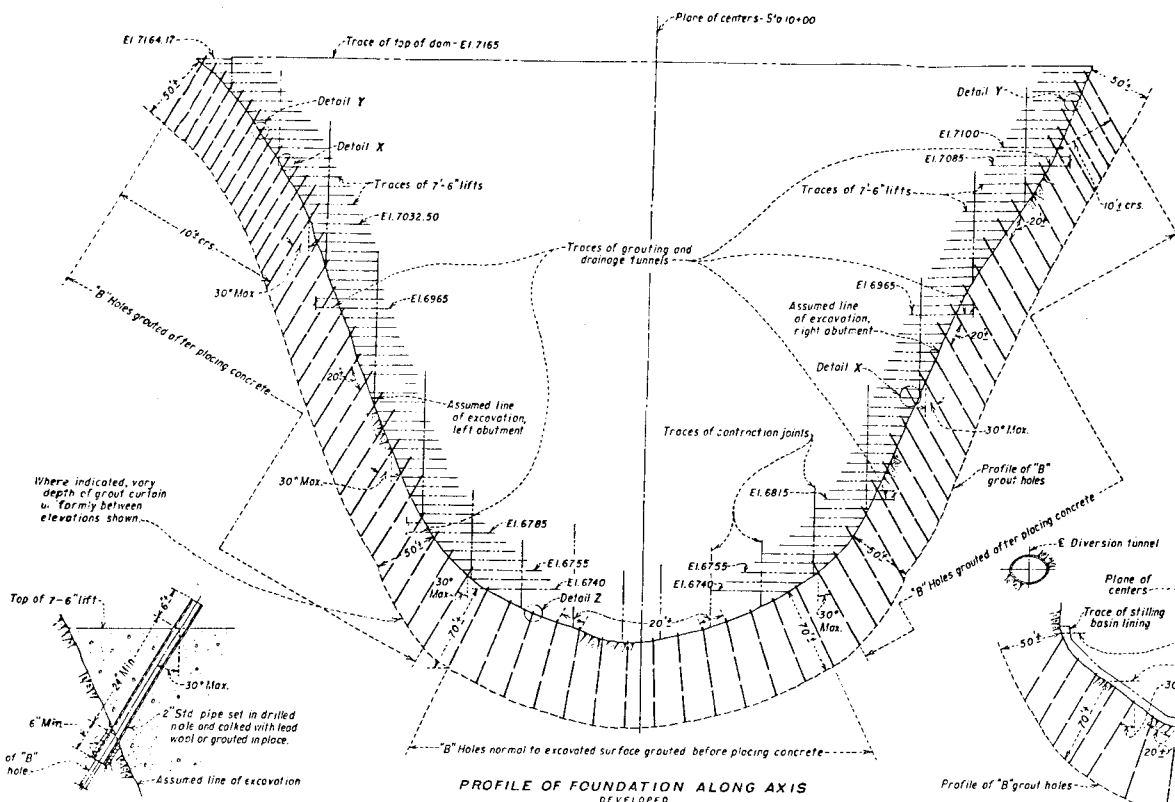 Plane of centers - Sta 10+00
El. 7164.17
Trace of top of dam - El. 7165
50'±
50'±
Detail Y
Detail Y
Detail X
El. 7100
El. 7085
Traces of 7'-6" lifts
Traces of 7'-6" lifts
El. 7032.50
10'± crs.
20'±
10'± crs.
Traces of grouting and
drainage tunnels
30° Max.
El. 6965
El. 6965
"B" Holes grouted after placing concrete
Assumed line
of excavation,
right abutment
20'±
20'±
Detail X
Assumed line
of excavation,
left abutment
30° Max.
Traces of contraction joints
30° Max.
Profile of "B"
grout holes
Where indicated, vary
depth of grout curtain
uniformly between
elevations shown.
El. 6815
El. 6785
50'±
50'±
El. 6755
El. 6755
El. 6740
El. 6740
"B" Holes grouted after placing concrete
℄ Diversion tunnel
Plane of
centers
30°
Max.
Detail Z
20'±
30°
Max.
Trace of stilling
basin lining
Top of 7'-6" lift
6"±
70'±
70'±
50'±
24" Min.
30° Max.
30
6" Min.
2" Std. pipe set in drilled
hole and calked with lead
wool or grouted in place.
70'±
20'±
of "B"
hole
"B" Holes normal to excavated surface grouted before placing concrete
Assumed line of excavation
Profile of "B" grout holes
PROFILE OF FOUNDATION ALONG AXIS
DEVELOPED